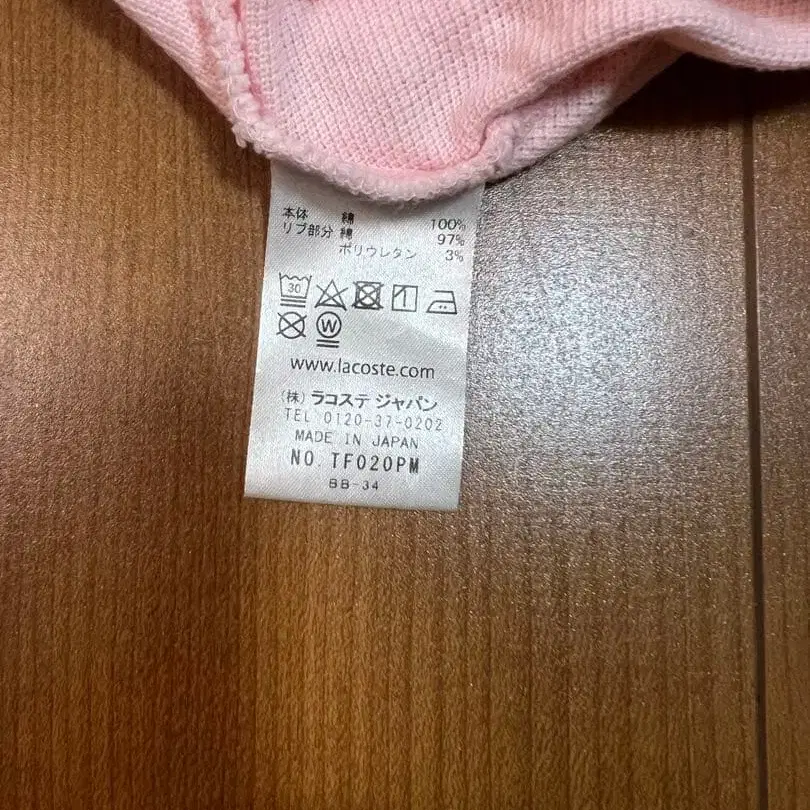 本体 綿 100%
リブ部分 綿 97%
ポリウレタン 3%
30
W
www.lacoste.com
(株) ラコステ ジャパン
TEL 0120-37-0202
MADE IN JAPAN
NO. TF020PM
BB-34